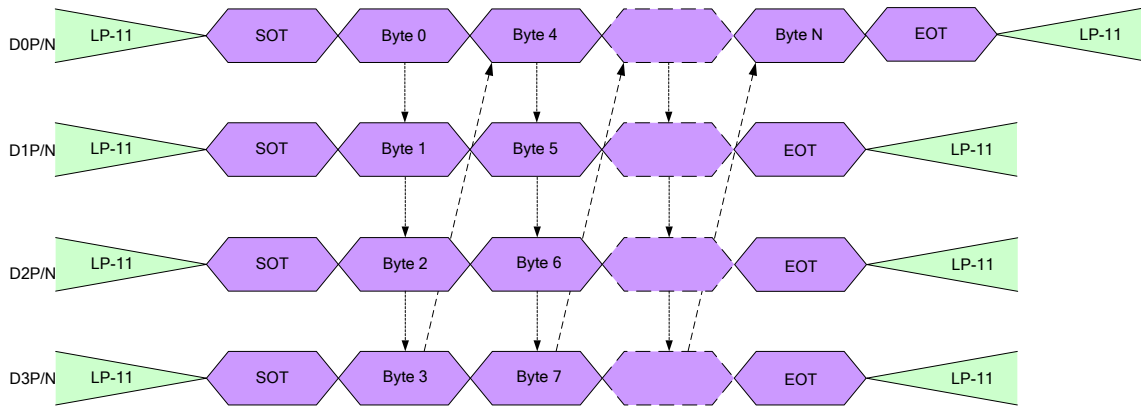 D0P/N LP-11 SOT Byte 0 Byte 4 Byte N EOT LP-11
D1P/N LP-11 SOT Byte 1 Byte 5 EOT LP-11
D2P/N LP-11 SOT Byte 2 Byte 6 EOT LP-11
D3P/N LP-11 SOT Byte 3 Byte 7 EOT LP-11